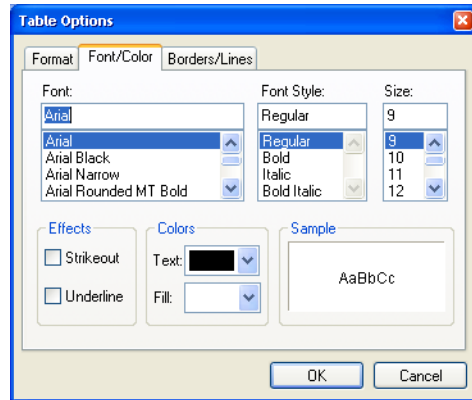 Table Options
Format Font/Color Borders/Lines
Font: Font Style: Size:
Arial Regular 9
Arial Regular 9
Arial Black Bold 10
Arial Narrow Italic 11
Arial Rounded MT Bold Bold Italic 12
Effects Colors Sample
Strikeout Text:
AaBbCc
Underline Fill:
OK Cancel